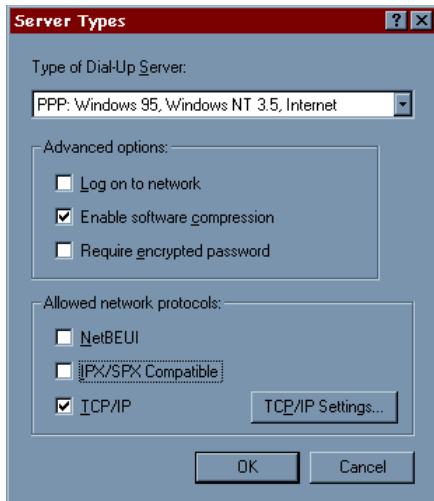 Server Types
Type of Dial-Up Server:
PPP: Windows 95, Windows NT 3.5, Internet
Advanced options:
Log on to network
Enable software compression
Require encrypted password
Allowed network protocols:
NetBEUI
IPX/SPX Compatible
TCP/IP
TCP/IP Settings...
OK
Cancel